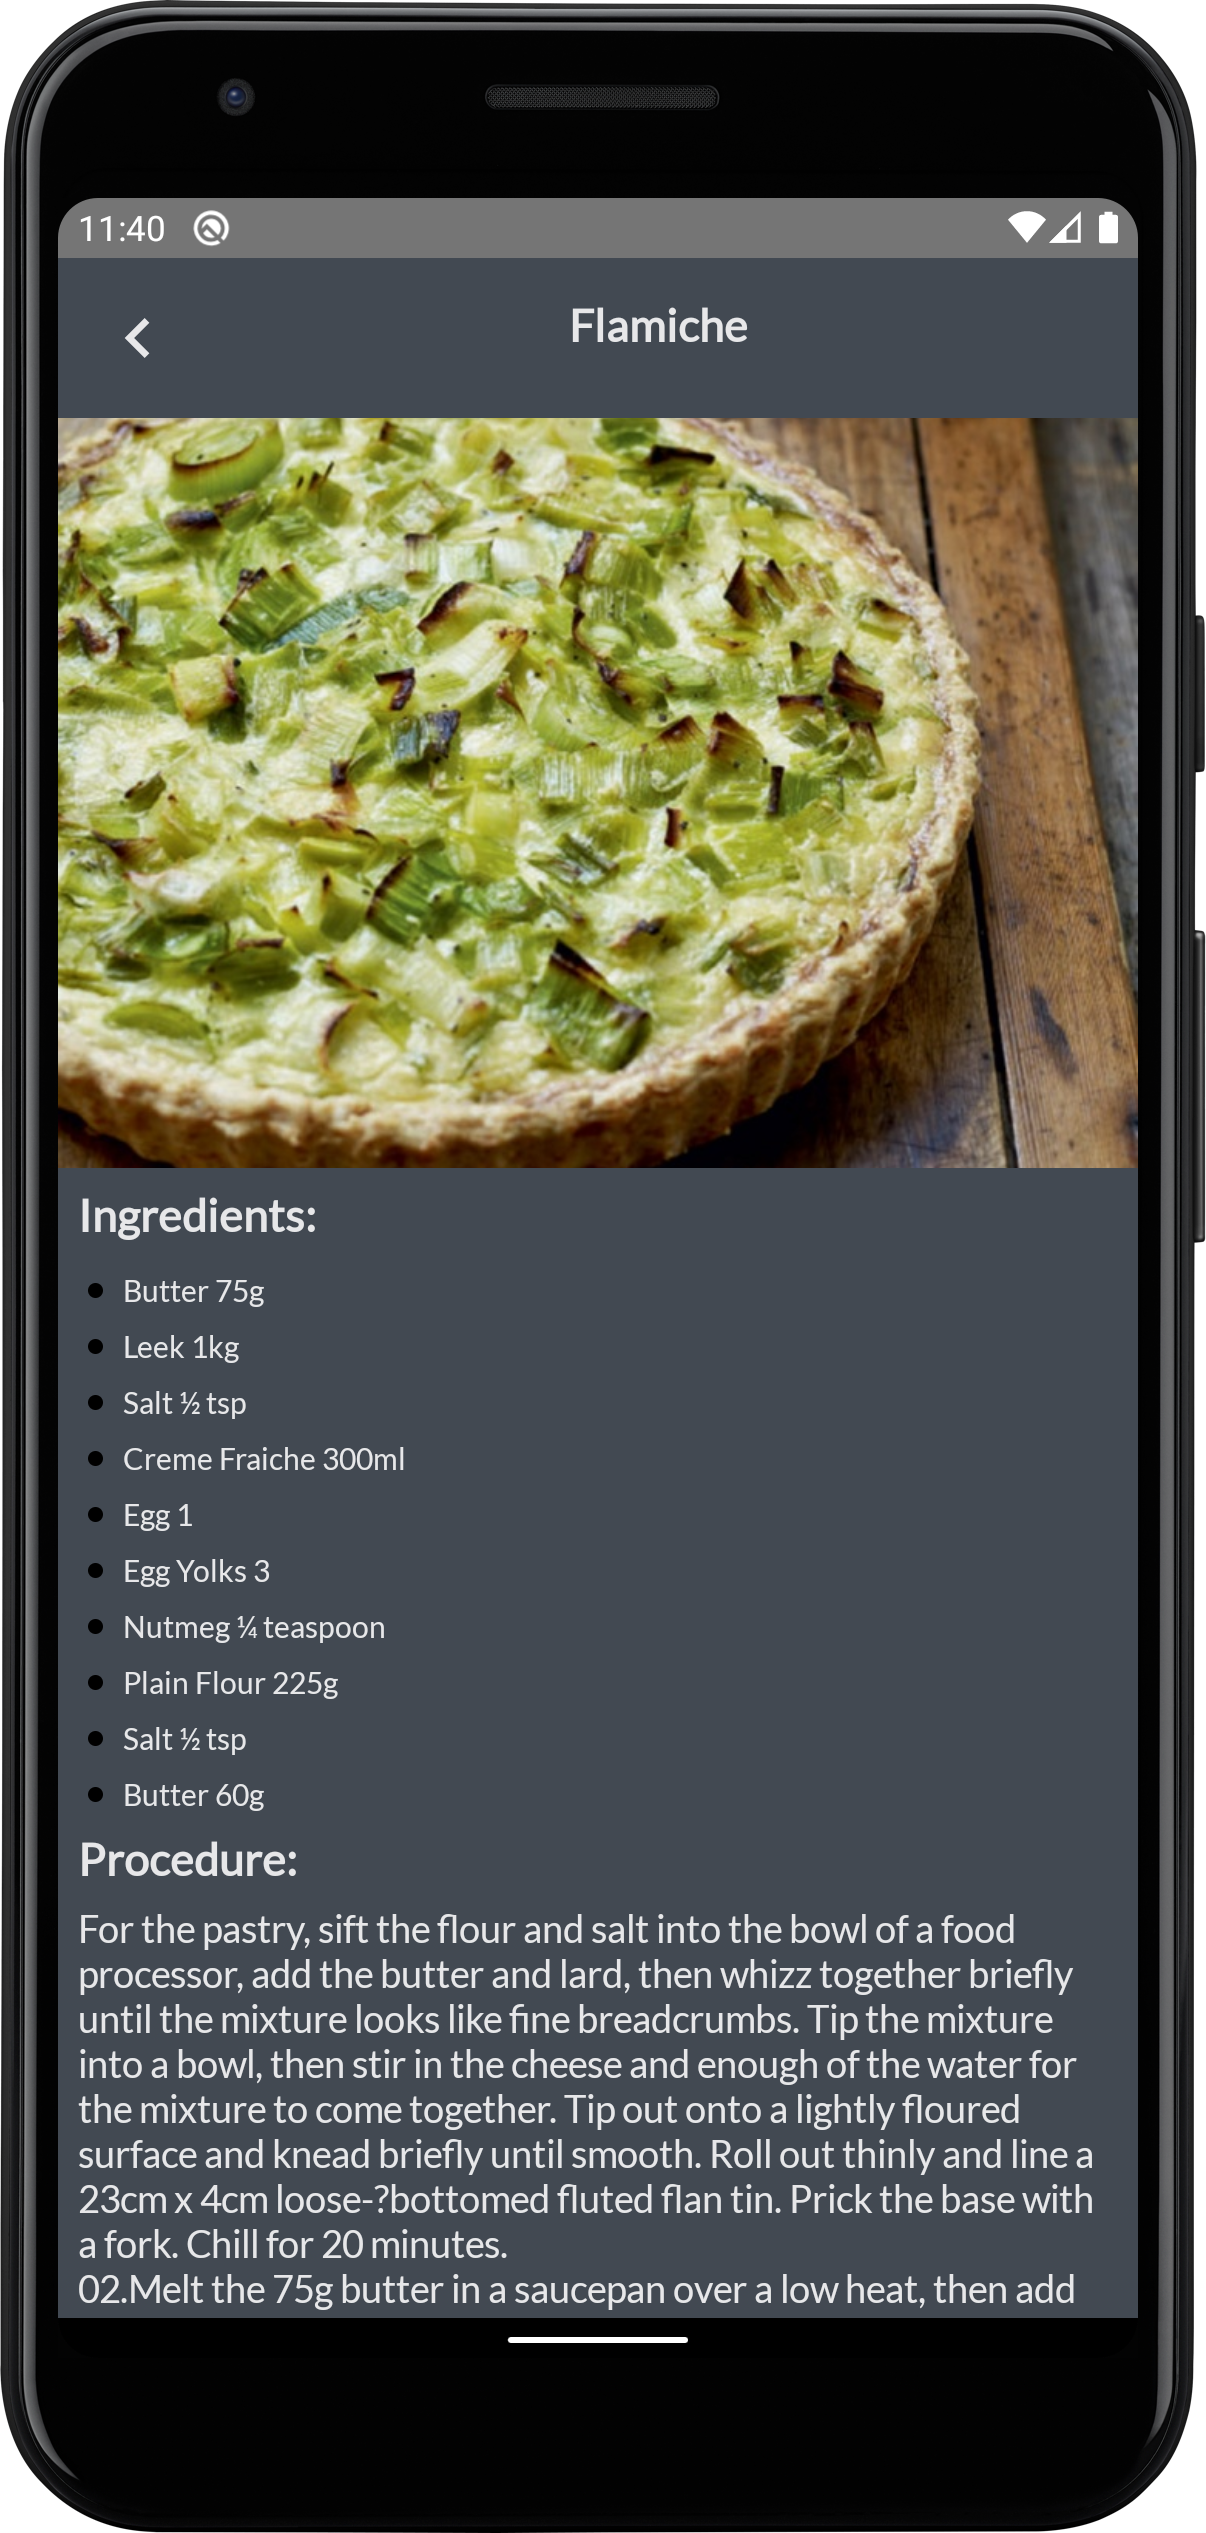 11:40
Flamiche
Ingredients:
Butter 75g
Leek 1kg
Salt ½ tsp
Creme Fraiche 300ml
Egg 1
Egg Yolks 3
Nutmeg ¼ teaspoon
Plain Flour 225g
Salt ½ tsp
Butter 60g
Procedure:
For the pastry, sift the flour and salt into the bowl of a food
processor, add the butter and lard, then whizz together briefly
until the mixture looks like fine breadcrumbs. Tip the mixture
into a bowl, then stir in the cheese and enough of the water for
the mixture to come together. Tip out onto a lightly floured
surface and knead briefly until smooth. Roll out thinly and line a
23cm x 4cm loose-?bottomed fluted flan tin. Prick the base with
a fork. Chill for 20 minutes.
02.Melt the 75g butter in a saucepan over a low heat, then add